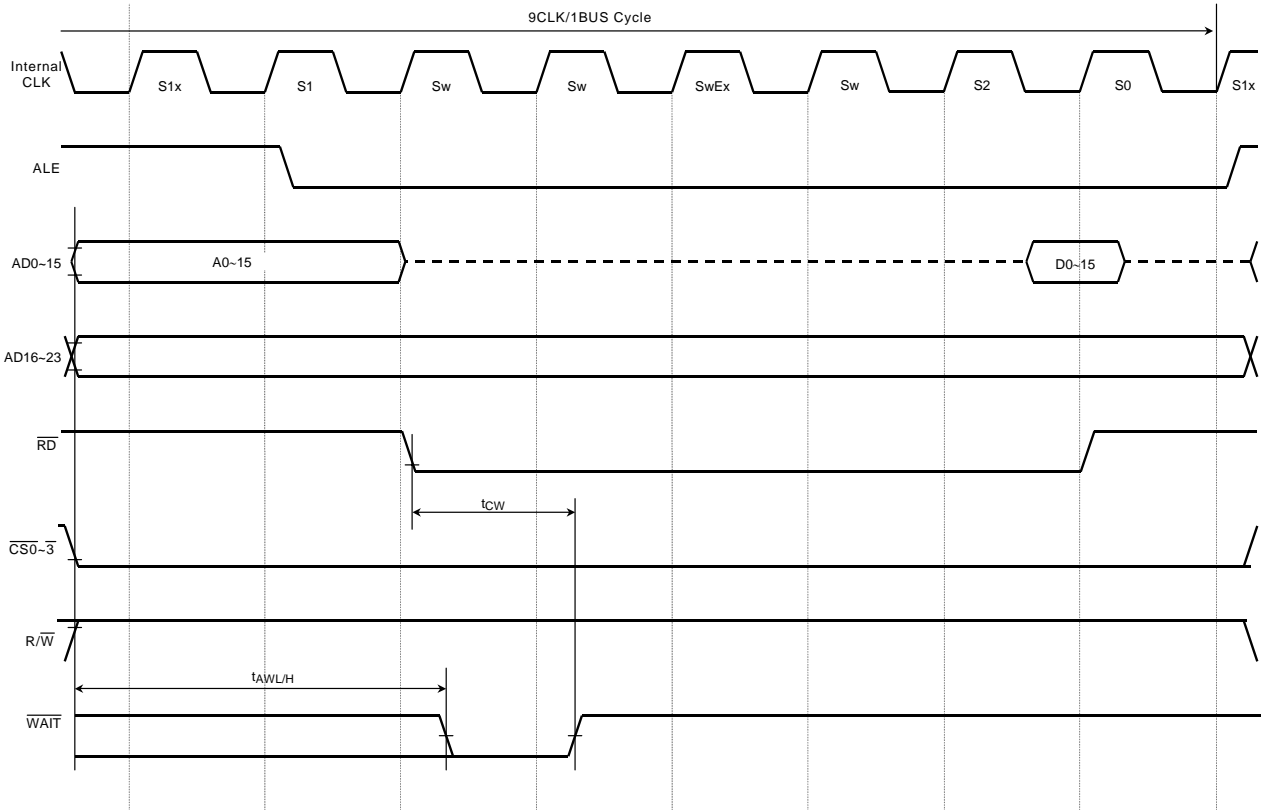 9CLK/1BUS Cycle
Internal
CLK
S1x S1 Sw Sw SwEx Sw S2 S0 S1x
ALE
AD0~15 A0~15 D0~15
AD16~23
RD
tCW
CS0~3
R/W
tAWL/H
WAIT